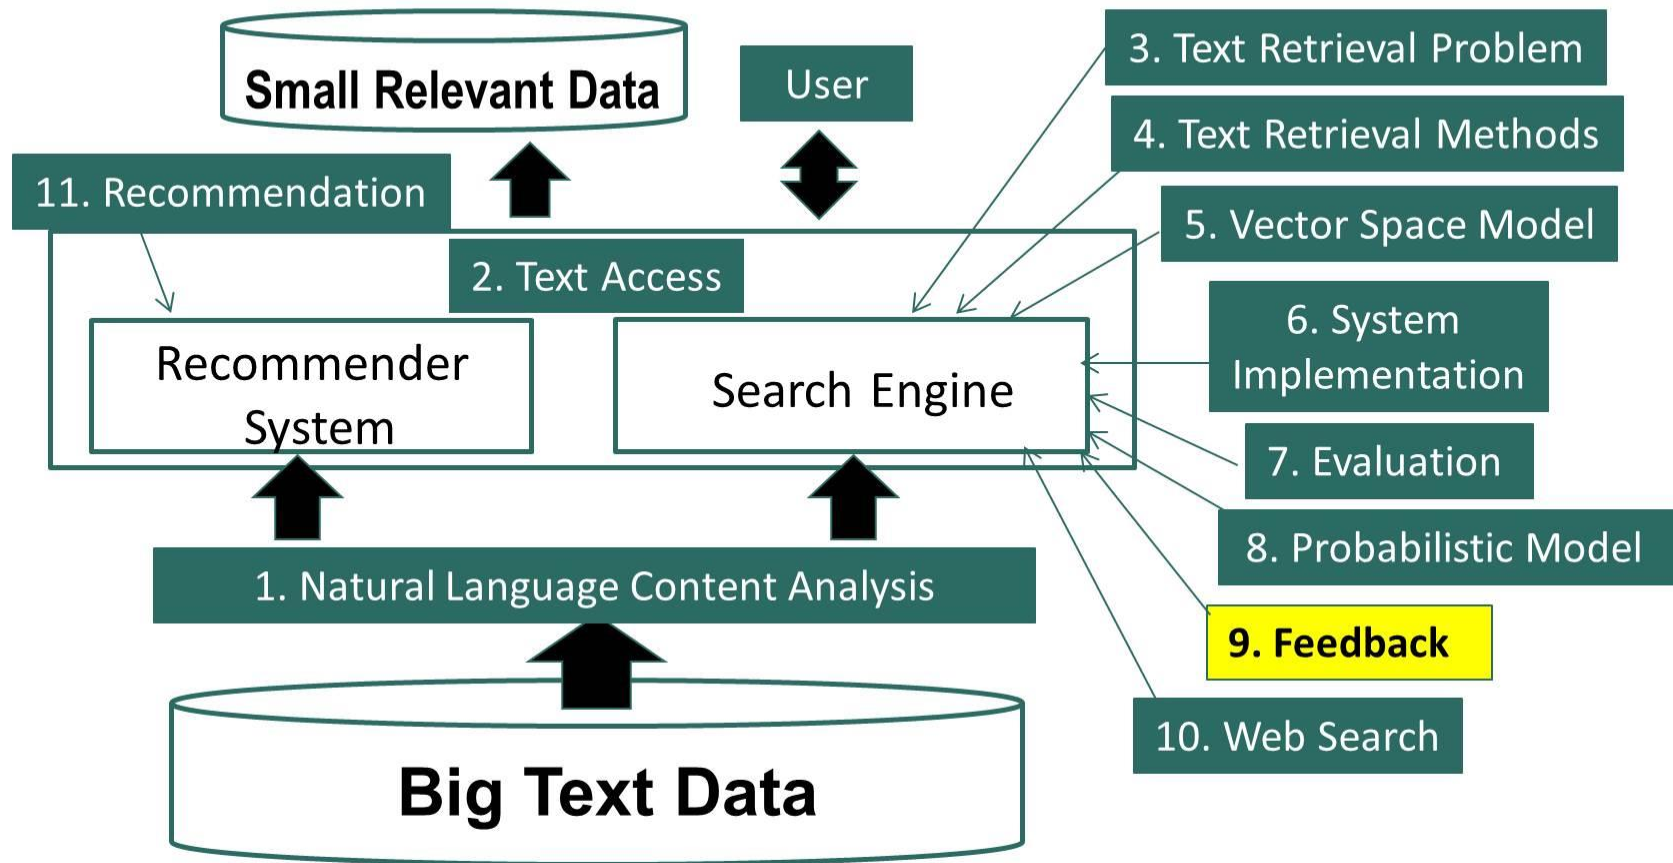 Small Relevant Data
User
3. Text Retrieval Problem
4. Text Retrieval Methods
11. Recommendation
5. Vector Space Model
2. Text Access
6. System
Implementation
Recommender
System
Search Engine
7. Evaluation
8. Probabilistic Model
1. Natural Language Content Analysis
9. Feedback
10. Web Search
Big Text Data